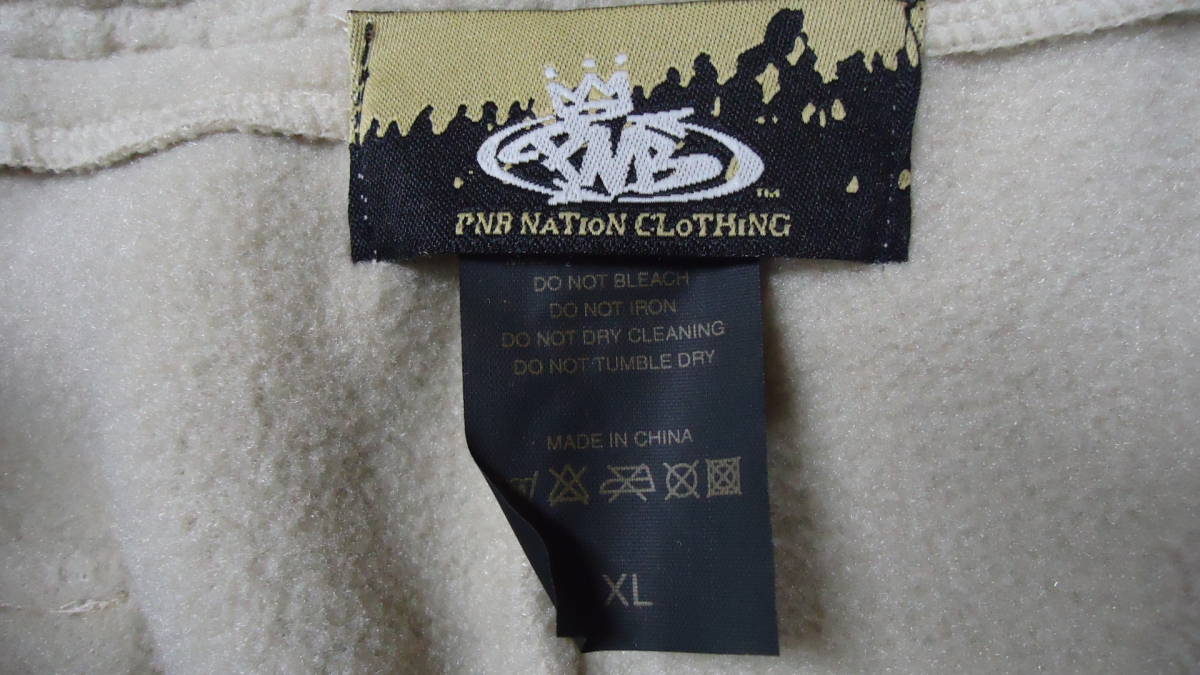 PNB
TM
PNB NATION CLOTHING
DO NOT BLEACH
DO NOT IRON
DO NOT DRY CLEANING
DO NOT TUMBLE DRY
MADE IN CHINA
XL